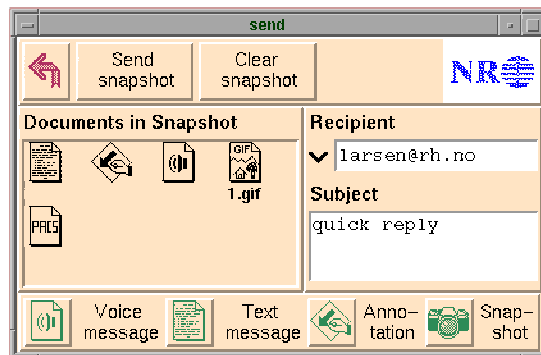 send
Send
snapshot
Clear
snapshot
NR
Documents in Snapshot
GIF
1.gif
PACS
Recipient
larsen@rh.no
Subject
quick reply
Voice
message
Text
message
Anno-
tation
Snap-
shot